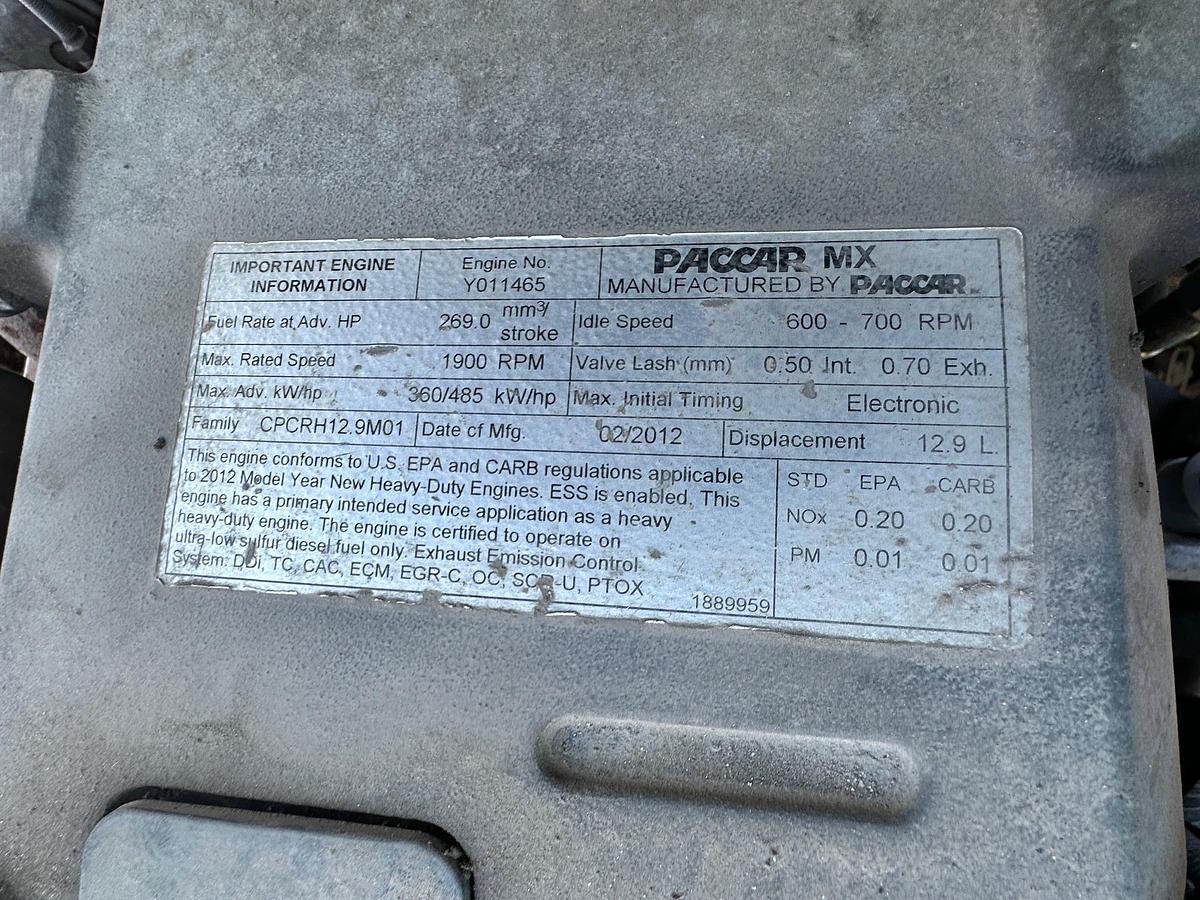 IMPORTANT ENGINE INFORMATION
Engine No. Y011465
PACCAR MX
MANUFACTURED BY PACCAR
Fuel Rate at Adv. HP 269.0 mm3/ stroke
Idle Speed 600 - 700 RPM
Max. Rated Speed 1900 RPM
Valve Lash (mm) 0.50 Int. 0.70 Exh.
Max. Adv. kW/hp 360/485 kW/hp
Max. Initial Timing Electronic
Family CPCRH12.9M01
Date of Mfg. 02/2012
Displacement 12.9 L.
This engine conforms to U.S. EPA and CARB regulations applicable
to 2012 Model Year New Heavy-Duty Engines. ESS is enabled. This
engine has a primary intended service application as a heavy
heavy-duty engine. The engine is certified to operate on
ultra-low sulfur diesel fuel only. Exhaust Emission Control
System: DDi, TC, CAC, ECM, EGR-C, OC, SCR-U, PTOX
1889959
STD EPA CARB
NOx 0.20 0.20
PM 0.01 0.01